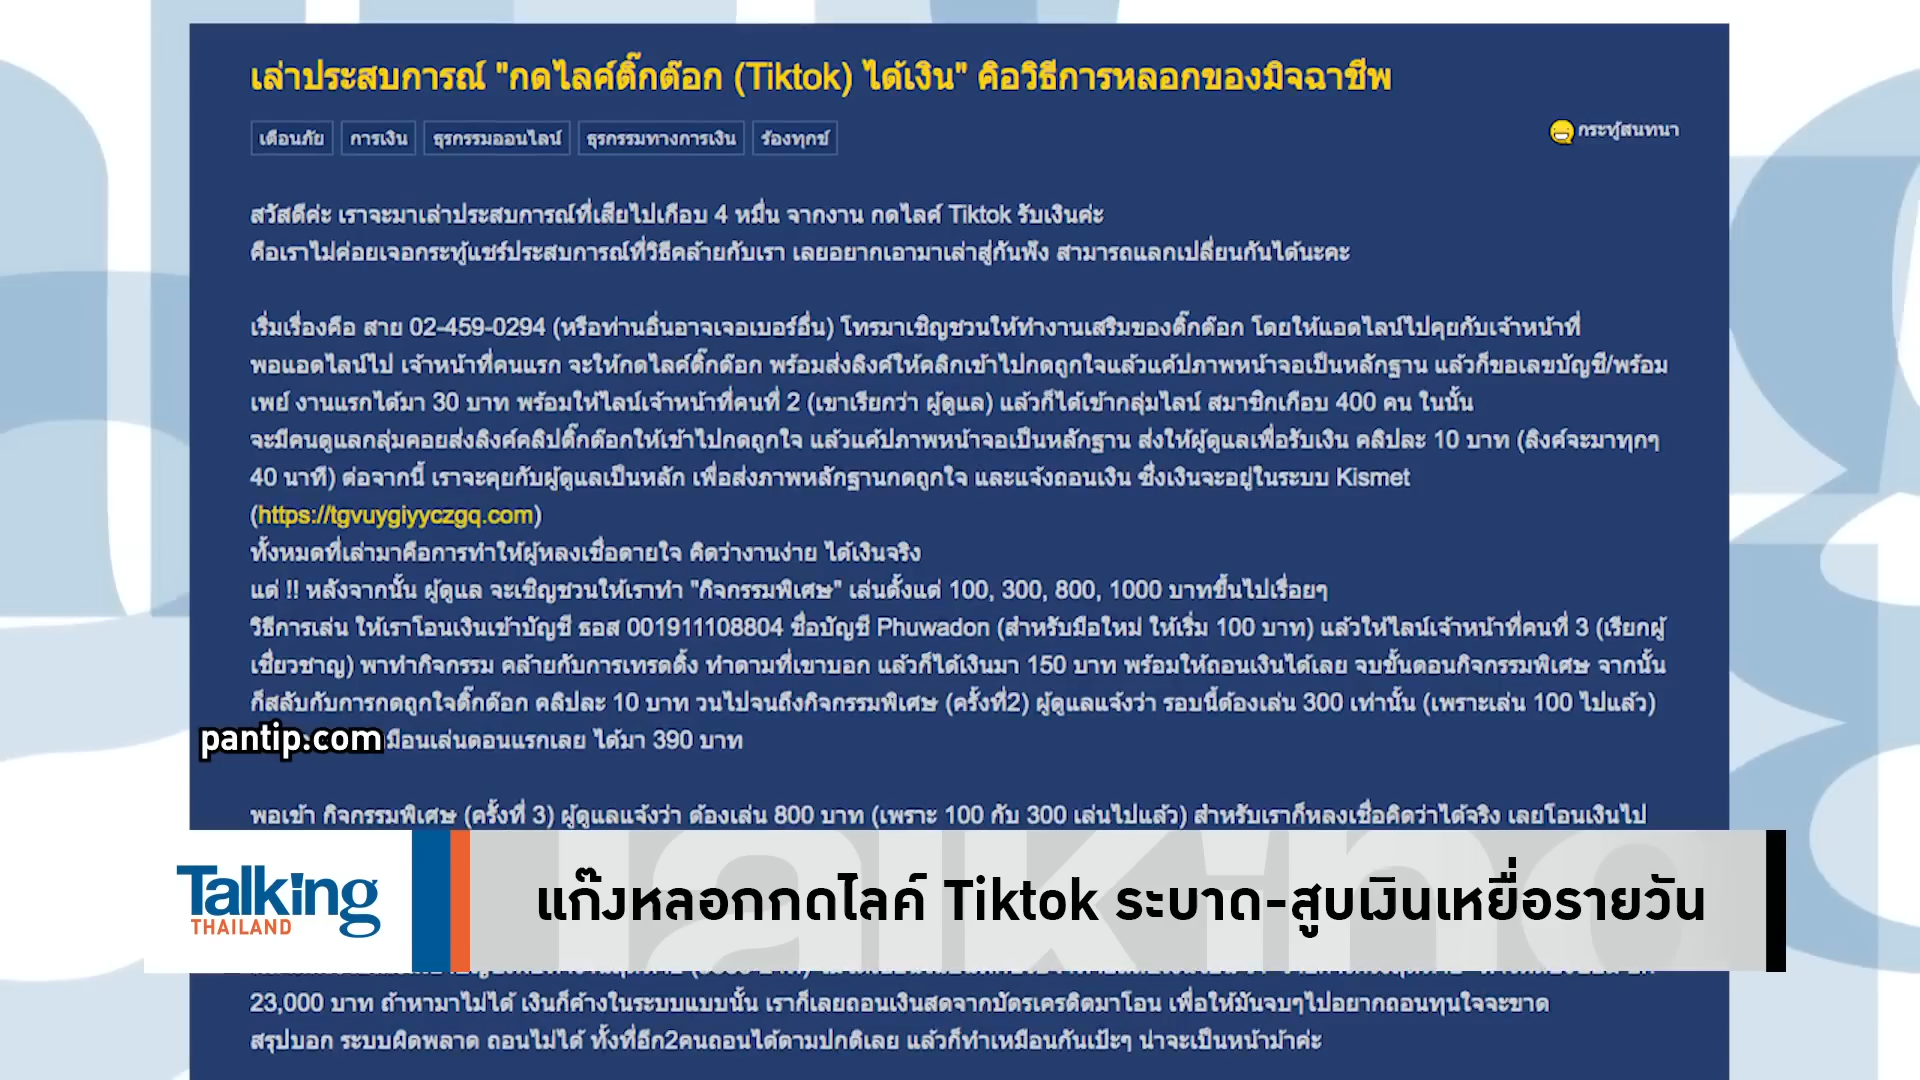 เล่าประสบการณ์ "กดไลค์ติ๊กต๊อก (Tiktok) ได้เงิน" คือวิธีการหลอกของมิจฉาชีพ
เตือนภัย การเงิน ธุรกรรมออนไลน์ ธุรกรรมทางการเงิน ร้องทุกข์
กระทู้สนทนา
สวัสดีค่ะ เราจะมาเล่าประสบการณ์ที่เสียไปเกือบ 4 หมื่น จากงาน กดไลค์ Tiktok รับเงินค่ะ
คือเราไม่ค่อยเจอกระทู้แชร์ประสบการณ์ที่วิธีคล้ายกับเรา เลยอยากเอามาเล่าสู่กันฟัง สามารถแลกเปลี่ยนกันได้นะคะ
เริ่มเรื่องคือ สาย 02-459-0294 (หรือท่านอื่นอาจเจอเบอร์อื่น) โทรมาเชิญชวนให้ทำงานเสริมของติ๊กต๊อก โดยให้แอดไลน์ไปคุยกับเจ้าหน้าที่
พอแอดไลน์ไป เจ้าหน้าที่คนแรก จะให้กดไลค์ติ๊กต๊อก พร้อมส่งลิงค์ให้คลิกเข้าไปกดถูกใจแล้วแค้ปภาพหน้าจอเป็นหลักฐาน แล้วก็ขอเลขบัญชี/พร้อม
เพย์ งานแรกได้มา 30 บาท พร้อมให้ไลน์เจ้าหน้าที่คนที่ 2 (เขาเรียกว่า ผู้ดูแล) แล้วก็ได้เข้ากลุ่มไลน์ สมาชิกเกือบ 400 คน ในนั้น
จะมีคนดูแลกลุ่มคอยส่งลิงค์คลิปติ๊กต๊อกให้เข้าไปกดถูกใจ แล้วแค้ปภาพหน้าจอเป็นหลักฐาน ส่งให้ผู้ดูแลเพื่อรับเงิน คลิปละ 10 บาท (ลิงค์จะมาทุกๆ
40 นาที) ต่อจากนี้ เราจะคุยกับผู้ดูแลเป็นหลัก เพื่อส่งภาพหลักฐานกดถูกใจ และแจ้งถอนเงิน ซึ่งเงินจะอยู่ในระบบ Kismet
(https://tgvuygiyyczgq.com)
ทั้งหมดที่เล่ามาคือการทำให้ผู้หลงเชื่อตายใจ คิดว่างานง่าย ได้เงินจริง
แต่ !! หลังจากนั้น ผู้ดูแล จะเชิญชวนให้เราทำ "กิจกรรมพิเศษ" เล่นตั้งแต่ 100, 300, 800, 1000 บาทขึ้นไปเรื่อยๆ
วิธีการเล่น ให้เราโอนเงินเข้าบัญชี ธอส 001911108804 ชื่อบัญชี Phuwadon (สำหรับมือใหม่ ให้เริ่ม 100 บาท) แล้วให้ไลน์เจ้าหน้าที่คนที่ 3 (เรียกผู้
เชี่ยวชาญ) พาทำกิจกรรม คล้ายกับการเทรดดิ้ง ทำตามที่เขาบอก แล้วก็ได้เงินมา 150 บาท พร้อมให้ถอนเงินได้เลย จบขั้นตอนกิจกรรมพิเศษ จากนั้น
ก็สลับกับการกดถูกใจติ๊กต๊อก คลิปละ 10 บาท วนไปจนถึงกิจกรรมพิเศษ (ครั้งที่2) ผู้ดูแลแจ้งว่า รอบนี้ต้องเล่น 300 เท่านั้น (เพราะเล่น 100 ไปแล้ว)
pantip.com มือนเล่นตอนแรกเลย ได้มา 390 บาท
พอเข้า กิจกรรมพิเศษ (ครั้งที่ 3) ผู้ดูแลแจ้งว่า ต้องเล่น 800 บาท (เพราะ 100 กับ 300 เล่นไปแล้ว) สำหรับเราก็หลงเชื่อคิดว่าได้จริง เลยโอนเงินไป
Talking
THAILAND
แก๊งหลอกกดไลค์ Tiktok ระบาด-สูบเงินเหยื่อรายวัน
23,000 บาท ถ้าหามาไม่ได้ เงินก็ค้างในระบบแบบนั้น เราก็เลยถอนเงินสดจากบัตรเครดิตมาโอน เพื่อให้มันจบๆไปอยากถอนทุนใจจะขาด
สรุปบอก ระบบผิดพลาด ถอนไม่ได้ ทั้งที่อีก2คนถอนได้ตามปกติเลย แล้วก็ทำเหมือนกันเป๊ะๆ น่าจะเป็นหน้าม้าค่ะ